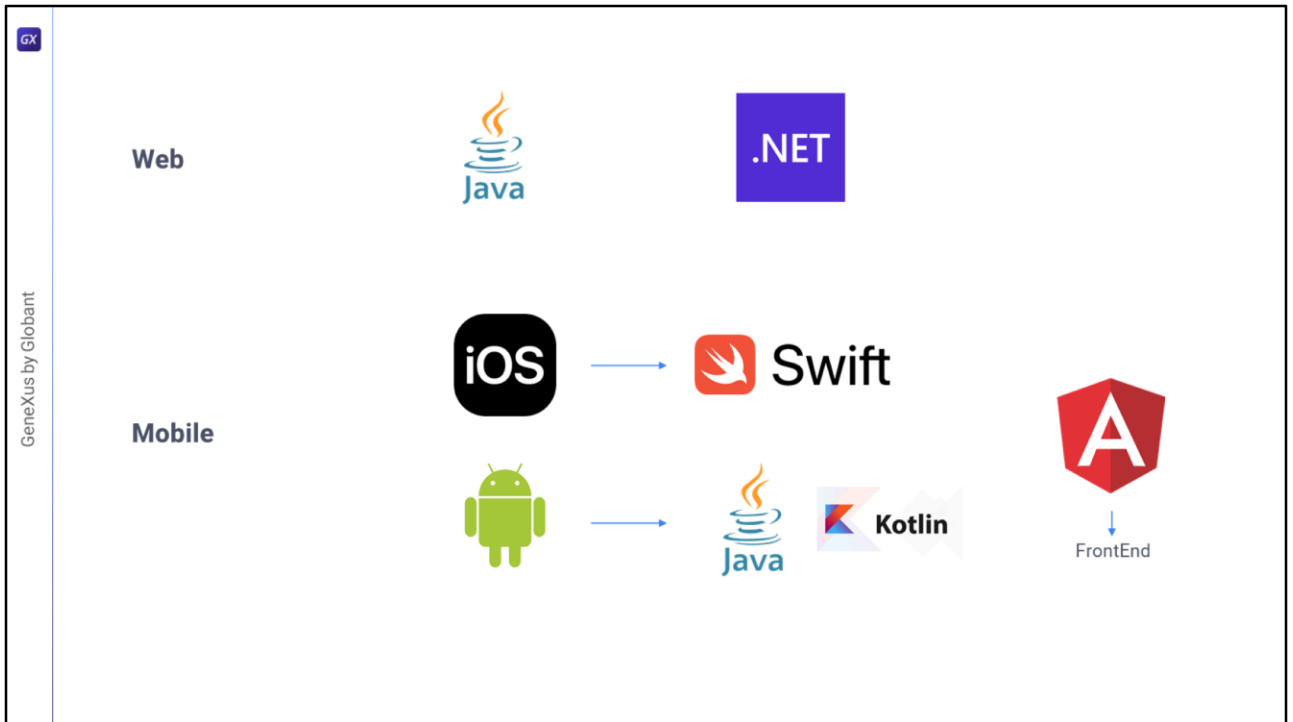 GX
GeneXus by Globant
Web
Java
.NET
iOS
Swift
Mobile
Java
Kotlin
A
FrontEnd